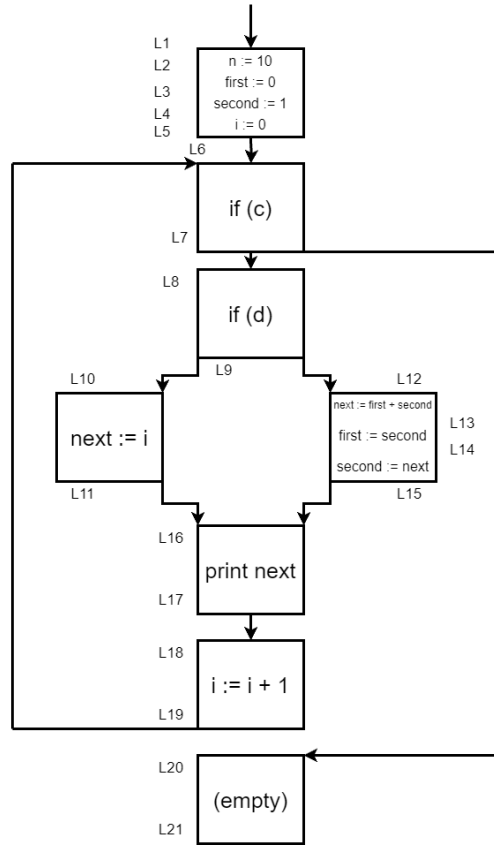 L1
n := 10
L2
first := 0
L3
second := 1
L4
i := 0
L5
L6
if (c)
L7
L8
if (d)
L9
L10
L12
next := i
next := first + second
L13
first := second
L14
second := next
L11
L15
L16
print next
L17
L18
i := i + 1
L19
L20
(empty)
L21